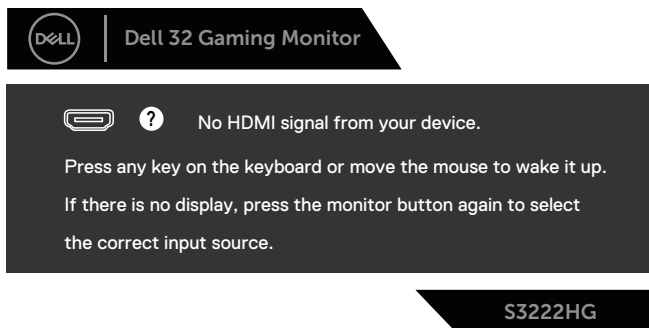 DELL
Dell 32 Gaming Monitor
? No HDMI signal from your device.
Press any key on the keyboard or move the mouse to wake it up.
If there is no display, press the monitor button again to select
the correct input source.
S3222HG